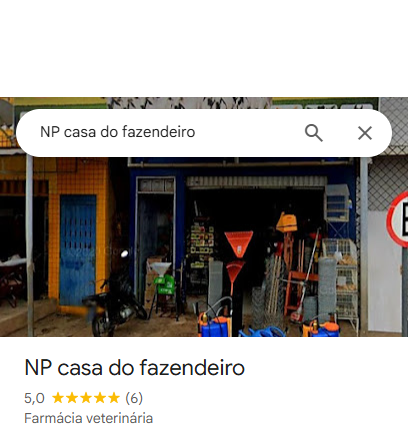 NP casa do fazendeiro
NP casa do fazendeiro
5,0 (6)
Farmácia veterinária